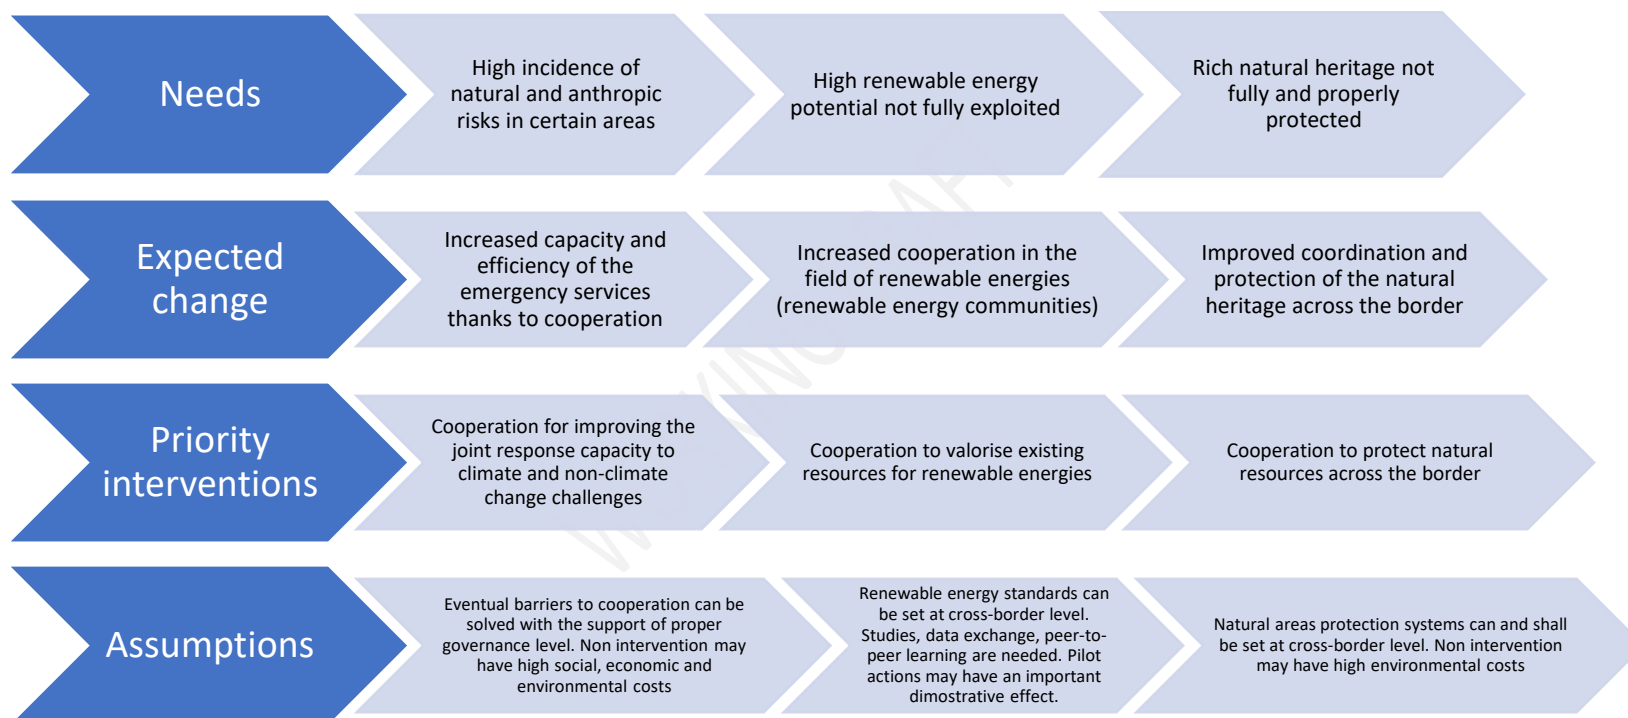 Needs
High incidence of
natural and anthropic
risks in certain areas
High renewable energy
potential not fully exploited
Rich natural heritage not
fully and properly
protected
Expected
change
Increased capacity and
efficiency of the
emergency services
thanks to cooperation
Increased cooperation in the
field of renewable energies
(renewable energy communities)
Improved coordination and
protection of the natural
heritage across the border
Priority
interventions
Cooperation for improving the
joint response capacity to
climate and non-climate
change challenges
Cooperation to valorise existing
resources for renewable energies
Cooperation to protect natural
resources across the border
Assumptions
Eventual barriers to cooperation can be
solved with the support of proper
governance level. Non intervention may
have high social, economic and
environmental costs
Renewable energy standards can
be set at cross-border level.
Studies, data exchange, peer-to-
peer learning are needed. Pilot
actions may have an important
dimostrative effect.
Natural areas protection systems can and shall
be set at cross-border level. Non intervention
may have high environmental costs
WORKING DRAFT